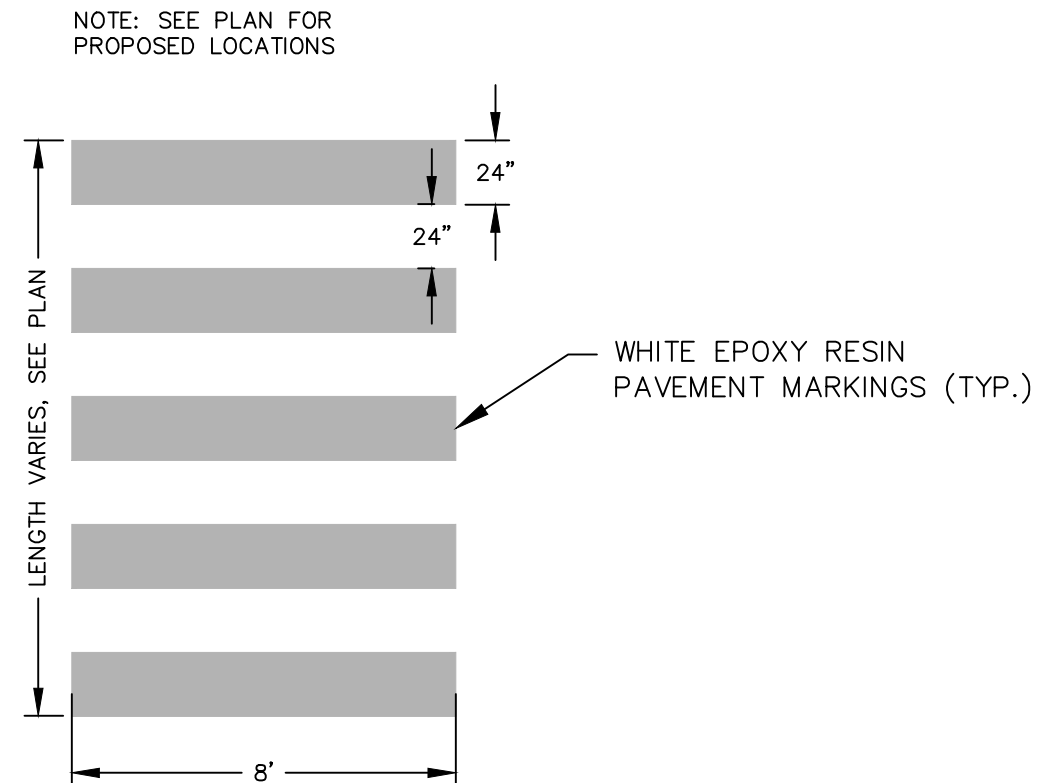 NOTE: SEE PLAN FOR
PROPOSED LOCATIONS
24"
24"
LENGTH VARIES, SEE PLAN
WHITE EPOXY RESIN
PAVEMENT MARKINGS (TYP.)
8'